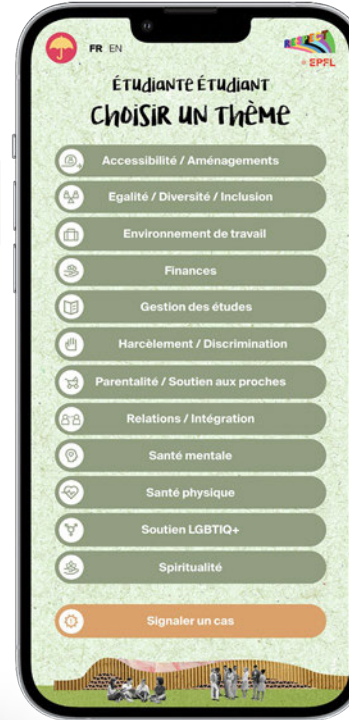 FR EN
RESPECT
EPFL
ÉTUDIANTE ÉTUDIANT
CHOISIR UN THÈME
Accessibilité / Aménagements
Egalité / Diversité / Inclusion
Environnement de travail
Finances
Gestion des études
Harcèlement / Discrimination
Parentalité / Soutien aux proches
Relations / Intégration
Santé mentale
Santé physique
Soutien LGBTIQ+
Spiritualité
Signaler un cas